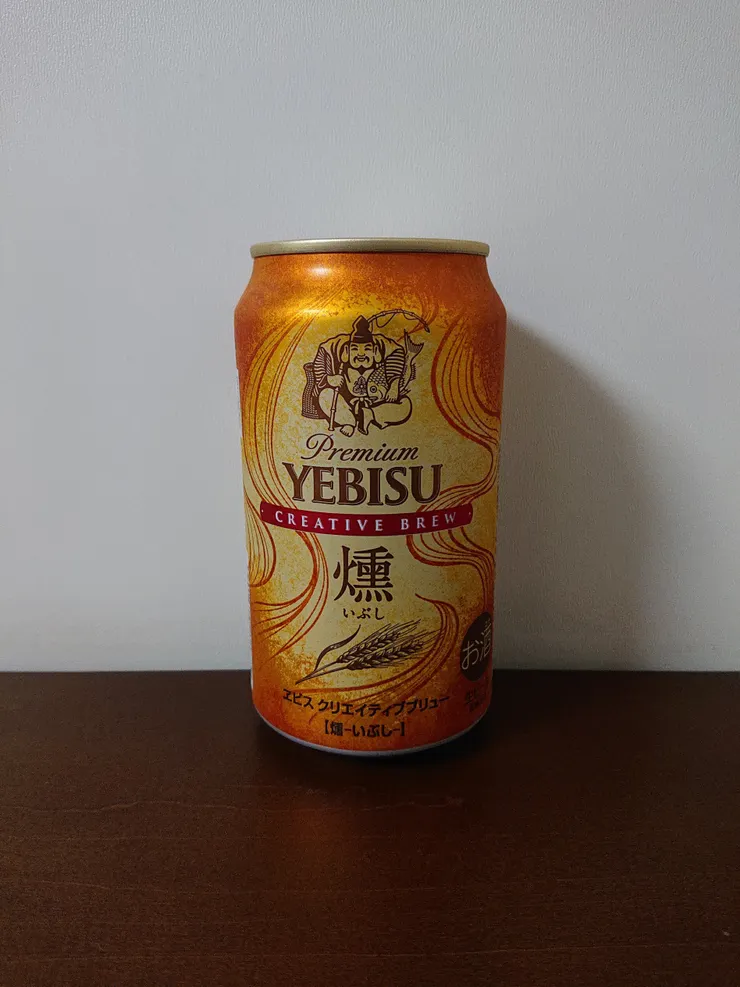 Premium
YEBISU
CREATIVE BREW
燻
いぶし
お酒
ヱビス クリエイティブブリュー
【燻-いぶし-】